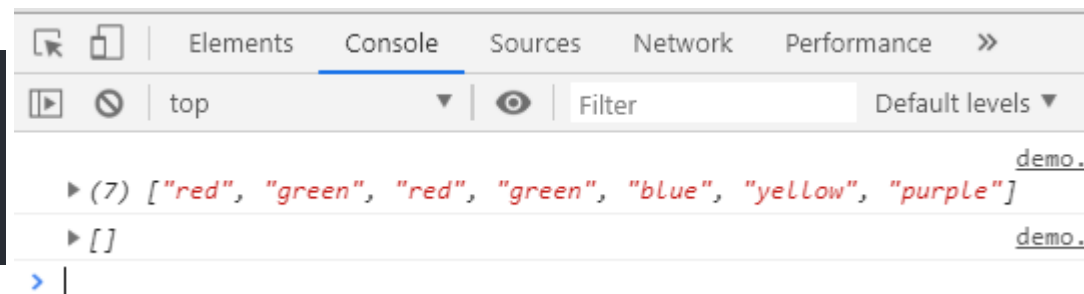 Elements Console Sources Network Performance »
top Filter Default levels
demo.
(7) ["red", "green", "red", "green", "blue", "yellow", "purple"]
[] demo.
>